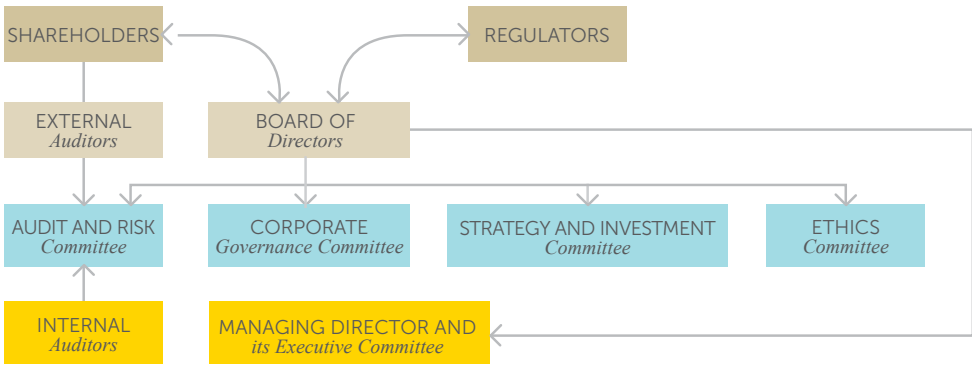 SHAREHOLDERS
REGULATORS
EXTERNAL
Auditors
BOARD OF
Directors
AUDIT AND RISK
Committee
CORPORATE
Governance Committee
STRATEGY AND INVESTMENT
Committee
ETHICS
Committee
INTERNAL
Auditors
MANAGING DIRECTOR AND
its Executive Committee